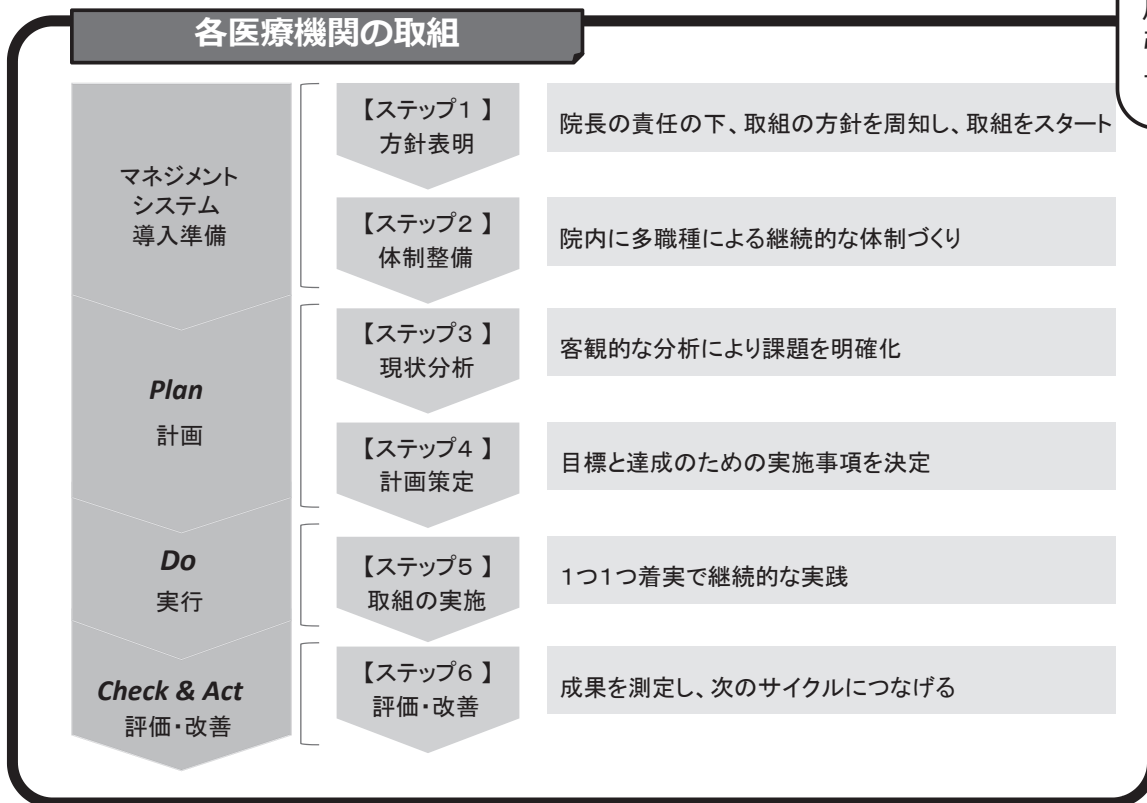 各医療機関の取組
マネジメント
システム
導入準備
【ステップ1 】
方針表明
院長の責任の下、取組の方針を周知し、取組をスタート
【ステップ2 】
体制整備
院内に多職種による継続的な体制づくり
Plan
計画
【ステップ3 】
現状分析
客観的な分析により課題を明確化
【ステップ4 】
計画策定
目標と達成のための実施事項を決定
Do
実行
【ステップ5 】
取組の実施
1つ1つ着実で継続的な実践
Check & Act
評価・改善
【ステップ6 】
評価・改善
成果を測定し、次のサイクルにつなげる